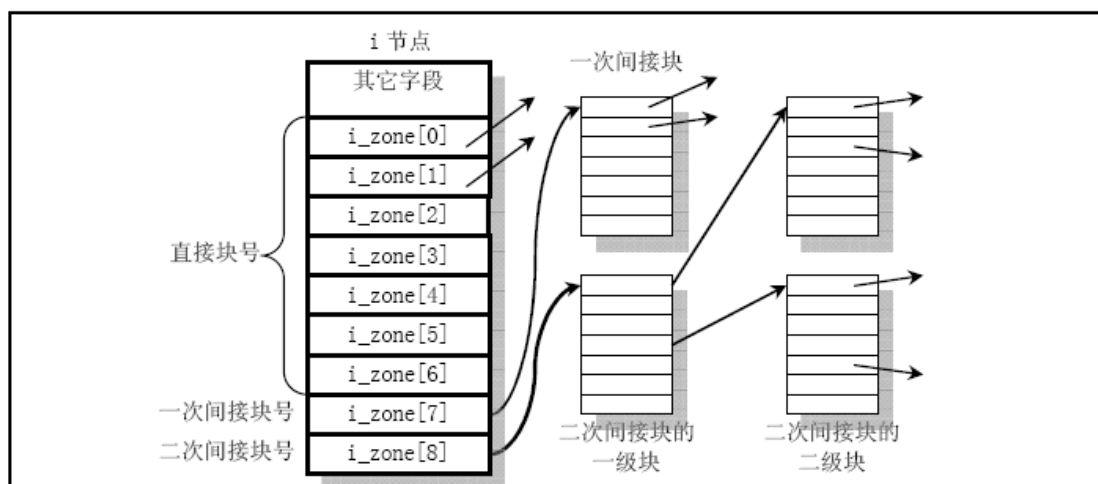 i 节点
其它字段
i_zone[0]
i_zone[1]
i_zone[2]
i_zone[3]
i_zone[4]
i_zone[5]
i_zone[6]
i_zone[7]
i_zone[8]
直接块号
一次间接块号
二次间接块号
一次间接块
二次间接块的
一级块
二次间接块的
二级块